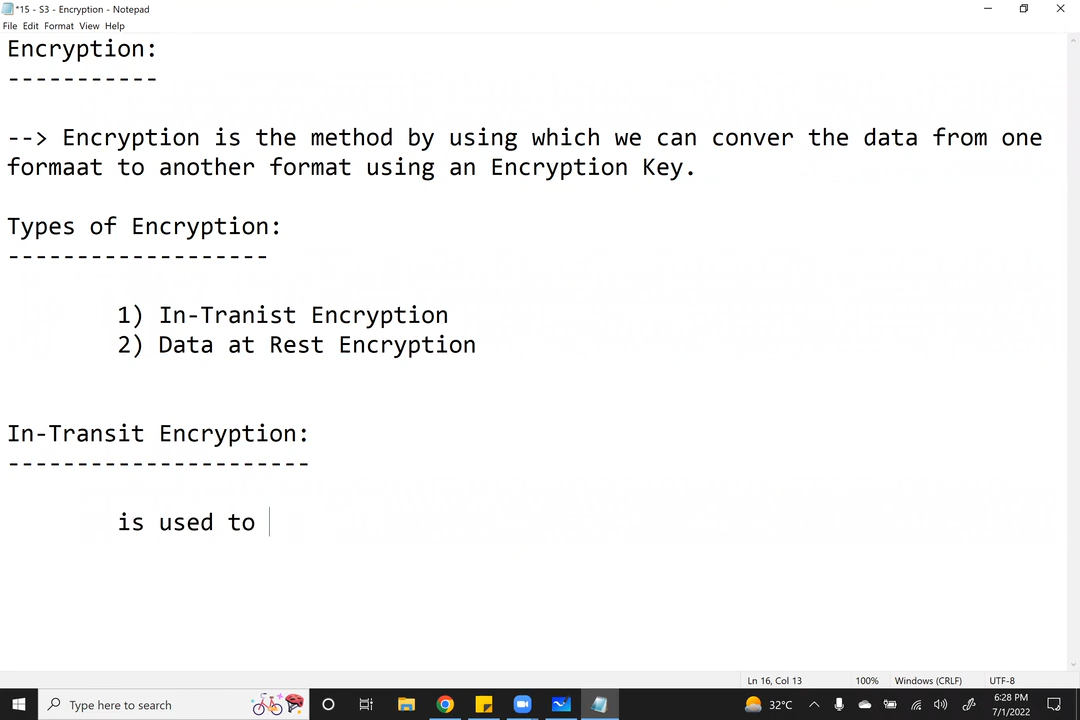 *15 - S3 - Encryption - Notepad
File Edit Format View Help
Encryption:
-----------
--> Encryption is the method by using which we can conver the data from one
formaat to another format using an Encryption Key.
Types of Encryption:
-------------------
1) In-Tranist Encryption
2) Data at Rest Encryption
In-Transit Encryption:
----------------------
is used to
Ln 16, Col 13
100%
Windows (CRLF)
UTF-8
Type here to search
32°C
6:28 PM
7/1/2022